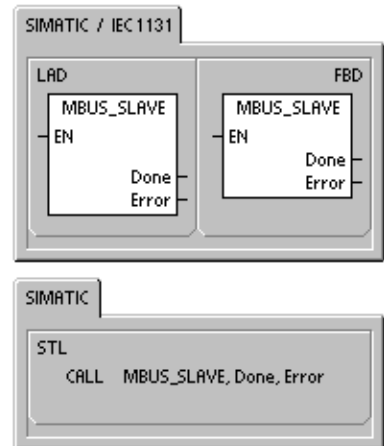 SIMATIC / IEC1131
LAD
FBD
MBUS_SLAVE
EN
Done
Error
MBUS_SLAVE
EN
Done
Error
SIMATIC
STL
CALL MBUS_SLAVE, Done, Error